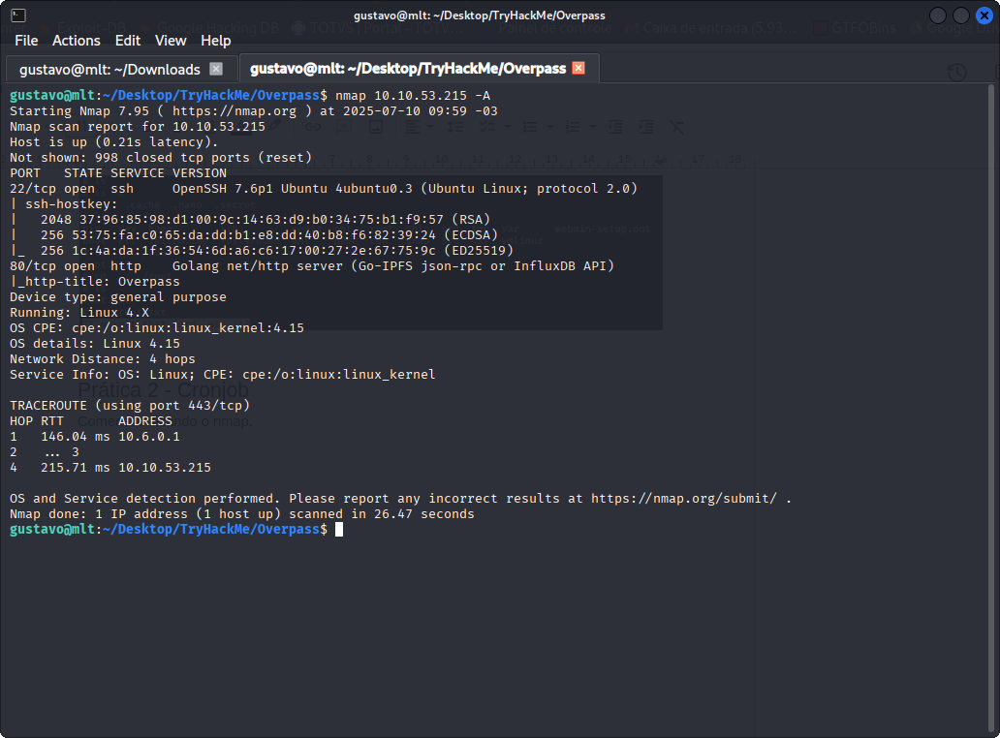 gustavo@mlt: ~/Desktop/TryHackMe/Overpass
File Actions Edit View Help
gustavo@mlt: ~/Downloads
gustavo@mlt: ~/Desktop/TryHackMe/Overpass
gustavo@mlt:~/Desktop/TryHackMe/Overpass$ nmap 10.10.53.215 -A
Starting Nmap 7.95 ( https://nmap.org ) at 2025-07-10 09:59 -03
Nmap scan report for 10.10.53.215
Host is up (0.21s latency).
Not shown: 998 closed tcp ports (reset)
PORT   STATE SERVICE VERSION
22/tcp open  ssh     OpenSSH 7.6p1 Ubuntu 4ubuntu0.3 (Ubuntu Linux; protocol 2.0)
| ssh-hostkey:
|   2048 37:96:85:98:d1:00:9c:14:63:d9:b0:34:75:b1:f9:57 (RSA)
|   256 53:75:fa:c0:65:da:dd:b1:e8:dd:40:b8:f6:82:39:24 (ECDSA)
|_  256 1c:4a:da:1f:36:54:6d:a6:c6:17:00:27:2e:67:75:9c (ED25519)
80/tcp open  http    Golang net/http server (Go-IPFS json-rpc or InfluxDB API)
|_http-title: Overpass
Device type: general purpose
Running: Linux 4.X
OS CPE: cpe:/o:linux:linux_kernel:4.15
OS details: Linux 4.15
Network Distance: 4 hops
Service Info: OS: Linux; CPE: cpe:/o:linux:linux_kernel
Prática 2 - Cronjob
TRACEROUTE (using port 443/tcp)
HOP RTT       ADDRESS
1   146.04 ms 10.6.0.1
2   ... 3
4   215.71 ms 10.10.53.215
OS and Service detection performed. Please report any incorrect results at https://nmap.org/submit/ .
Nmap done: 1 IP address (1 host up) scanned in 26.47 seconds
gustavo@mlt:~/Desktop/TryHackMe/Overpass$